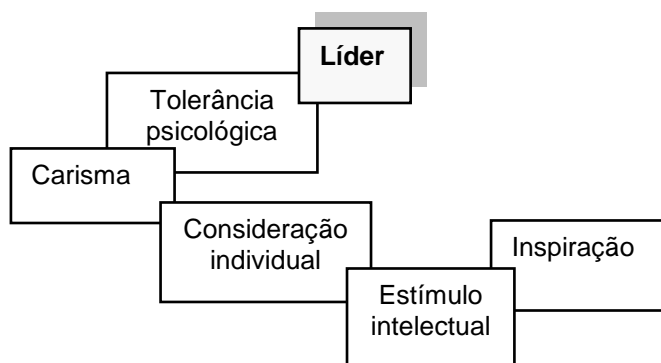 Líder
Tolerância
psicológica
Carisma
Consideração
individual
Inspiração
Estímulo
intelectual